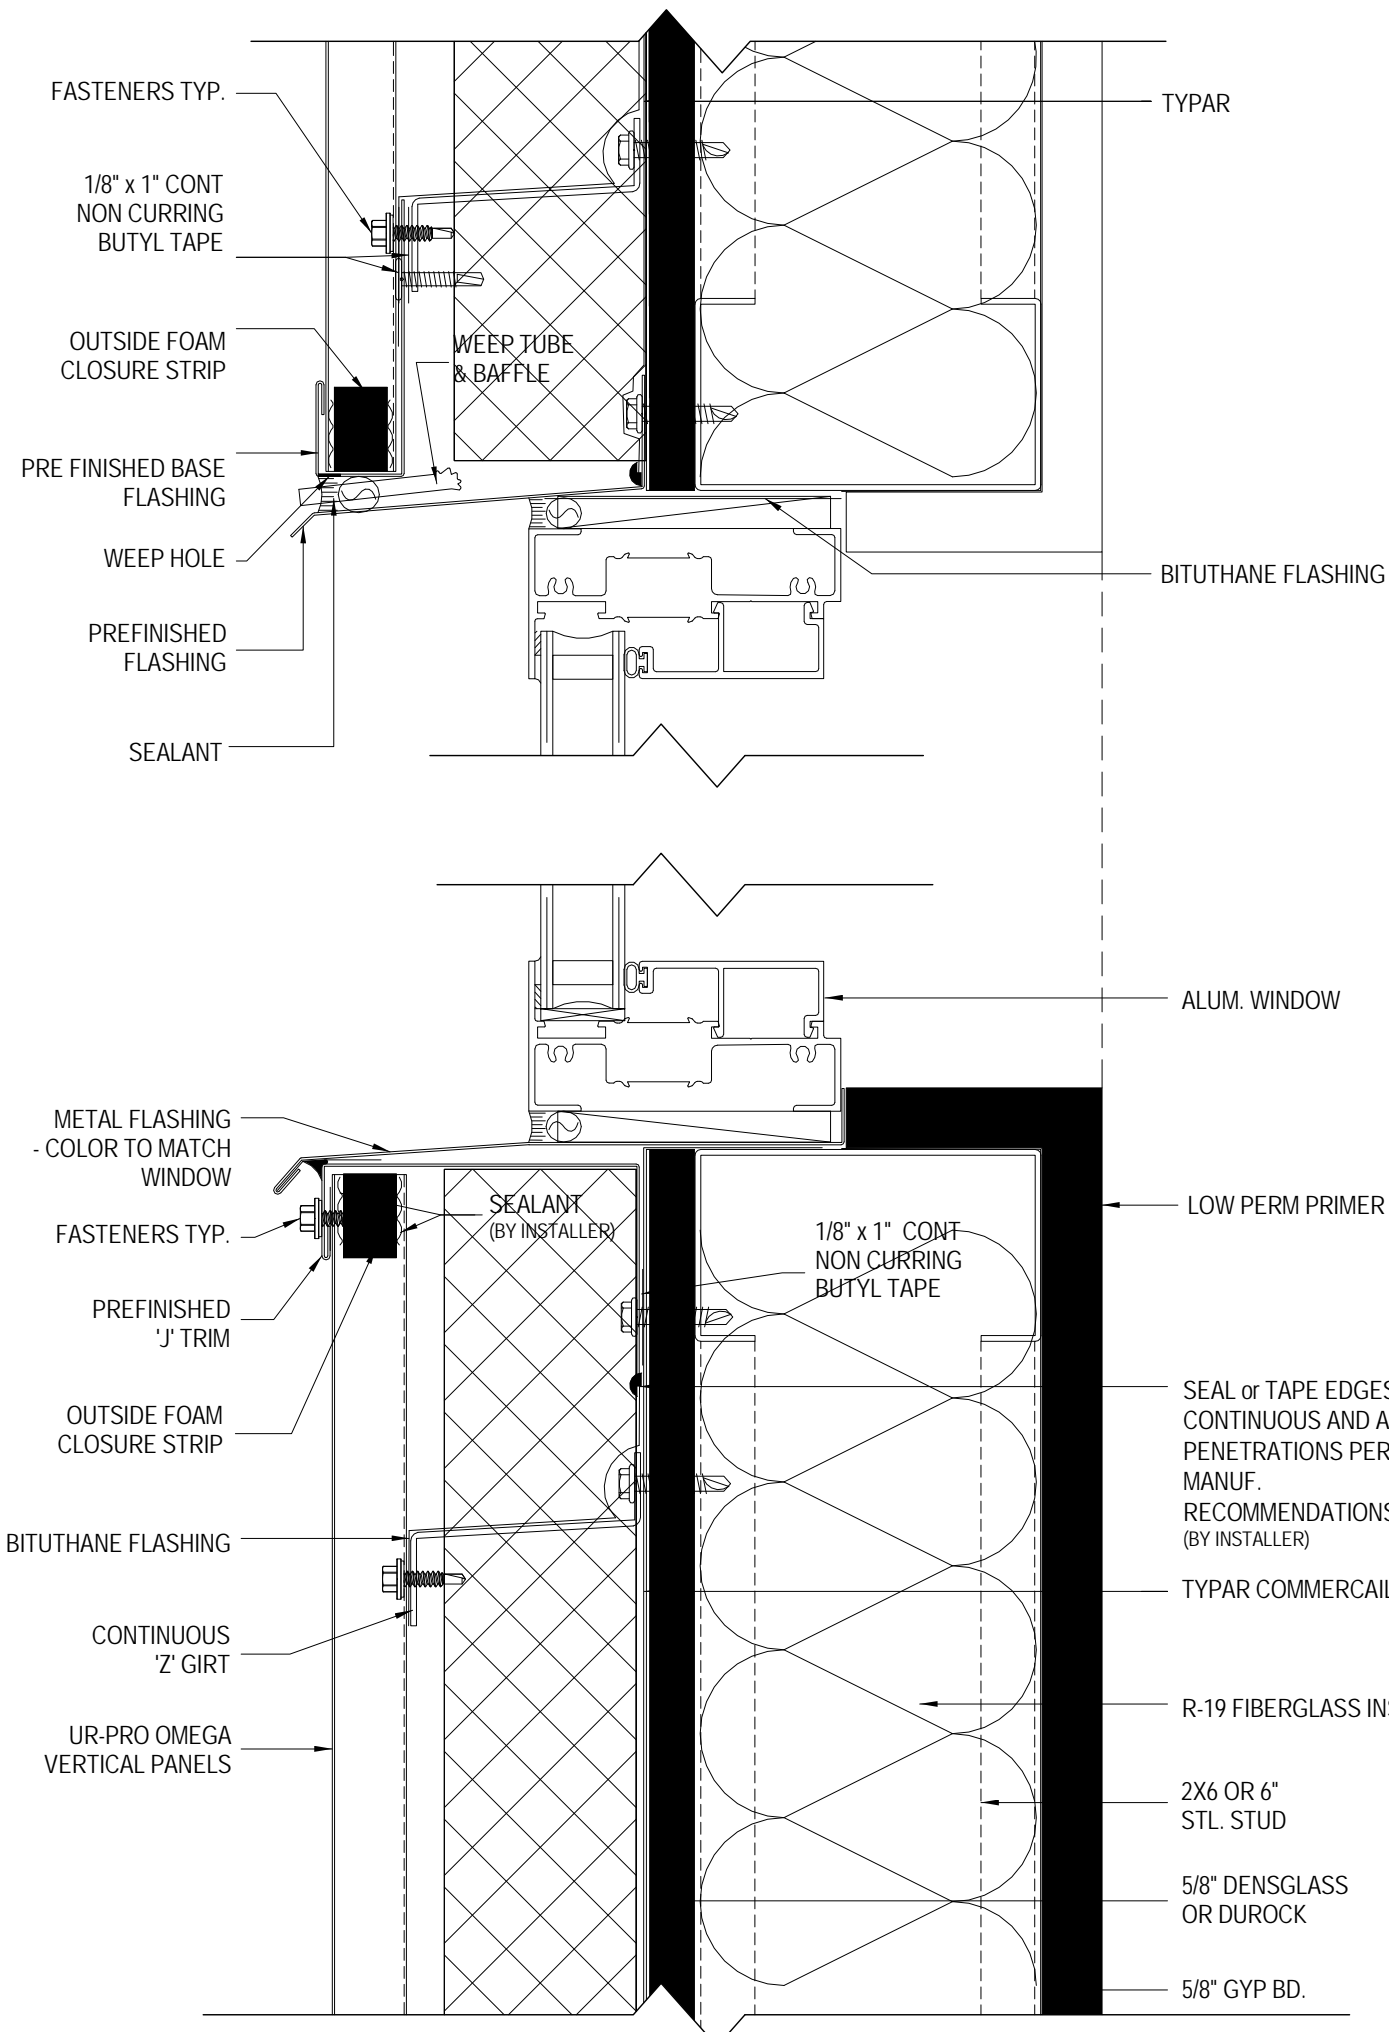 FASTENERS TYP.
1/8" x 1" CONT
NON CURRING
BUTYL TAPE
OUTSIDE FOAM
CLOSURE STRIP
PRE FINISHED BASE
FLASHING
WEEP HOLE
PREFINISHED
FLASHING
SEALANT
WEEP TUBE
& BAFFLE
TYPAR
BITUTHANE FLASHING
ALUM. WINDOW
METAL FLASHING
- COLOR TO MATCH
WINDOW
FASTENERS TYP.
PREFINISHED
'J' TRIM
OUTSIDE FOAM
CLOSURE STRIP
BITUTHANE FLASHING
CONTINUOUS
'Z' GIRT
UR-PRO OMEGA
VERTICAL PANELS
SEALANT
(BY INSTALLER)
1/8" x 1" CONT
NON CURRING
BUTYL TAPE
LOW PERM PRIMER
SEAL or TAPE EDGES
CONTINUOUS AND A
PENETRATIONS PER
MANUF.
RECOMMENDATIONS
(BY INSTALLER)
TYPAR COMMERCAIL
R-19 FIBERGLASS INS
2X6 OR 6"
STL. STUD
5/8" DENSGLASS
OR DUROCK
5/8" GYP BD.